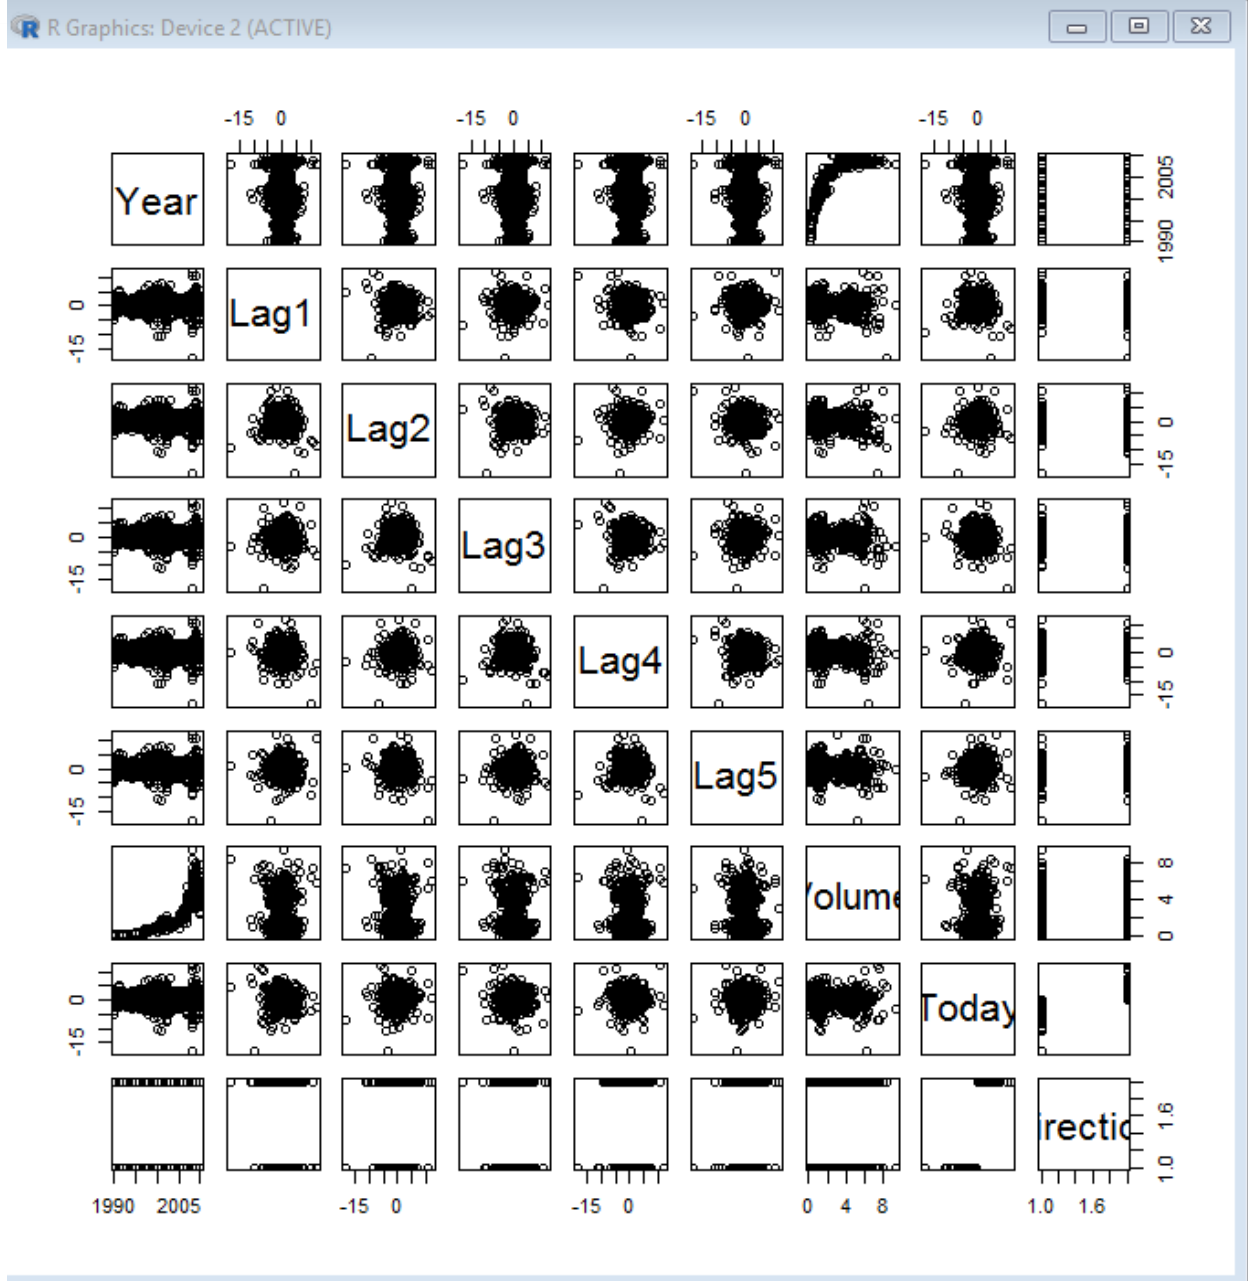 R Graphics: Device 2 (ACTIVE)
-15 0 -15 0 -15 0 -15 0
Year 1990 2005
0 -15 Lag1
Lag2 -15 0
0 -15 Lag3
Lag4 -15 0
0 -15 Lag5
Volume 0 4 8
0 -15 Today
irectio 1.0 1.6
1990 2005 -15 0 -15 0 0 4 8 1.0 1.6